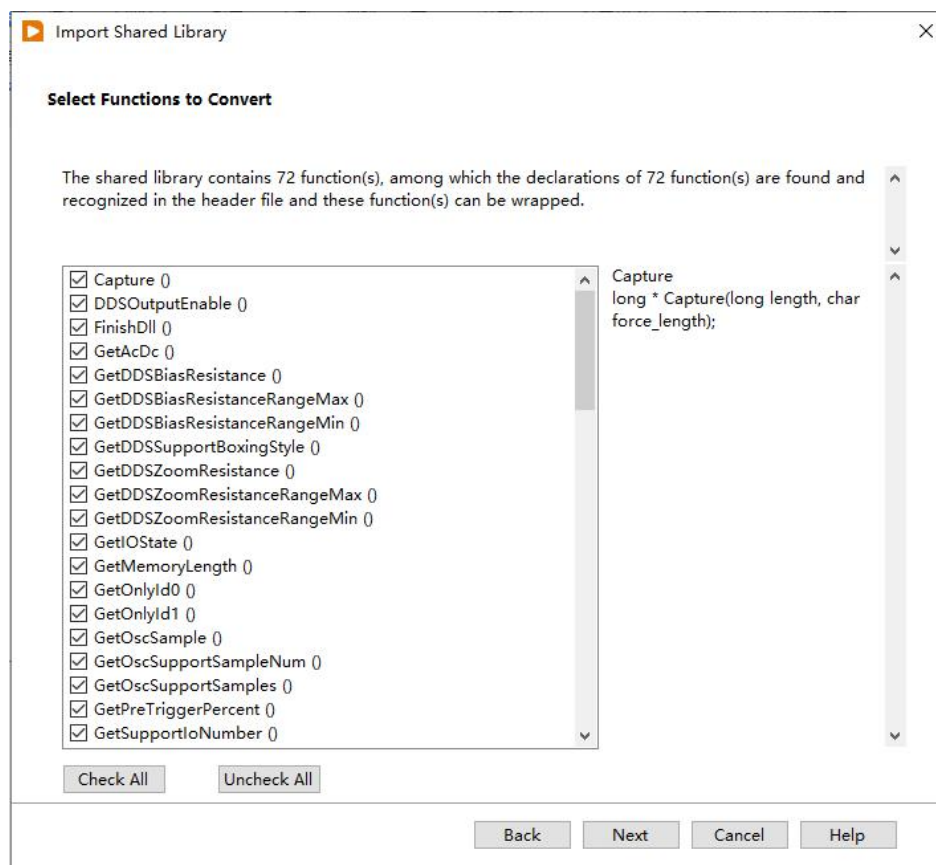 Import Shared Library
Select Functions to Convert
The shared library contains 72 function(s), among which the declarations of 72 function(s) are found and
recognized in the header file and these function(s) can be wrapped.
Capture ()
DDSOutputEnable ()
FinishDll ()
GetAcDc ()
GetDDSBiasResistance ()
GetDDSBiasResistanceRangeMax ()
GetDDSBiasResistanceRangeMin ()
GetDDSSupportBoxingStyle ()
GetDDSZoomResistance ()
GetDDSZoomResistanceRangeMax ()
GetDDSZoomResistanceRangeMin ()
GetIOState ()
GetMemoryLength ()
GetOnlyId0 ()
GetOnlyId1 ()
GetOscSample ()
GetOscSupportSampleNum ()
GetOscSupportSamples ()
GetPreTriggerPercent ()
GetSupportIoNumber ()
Capture
long * Capture(long length, char
force_length);
Check All
Uncheck All
Back
Next
Cancel
Help